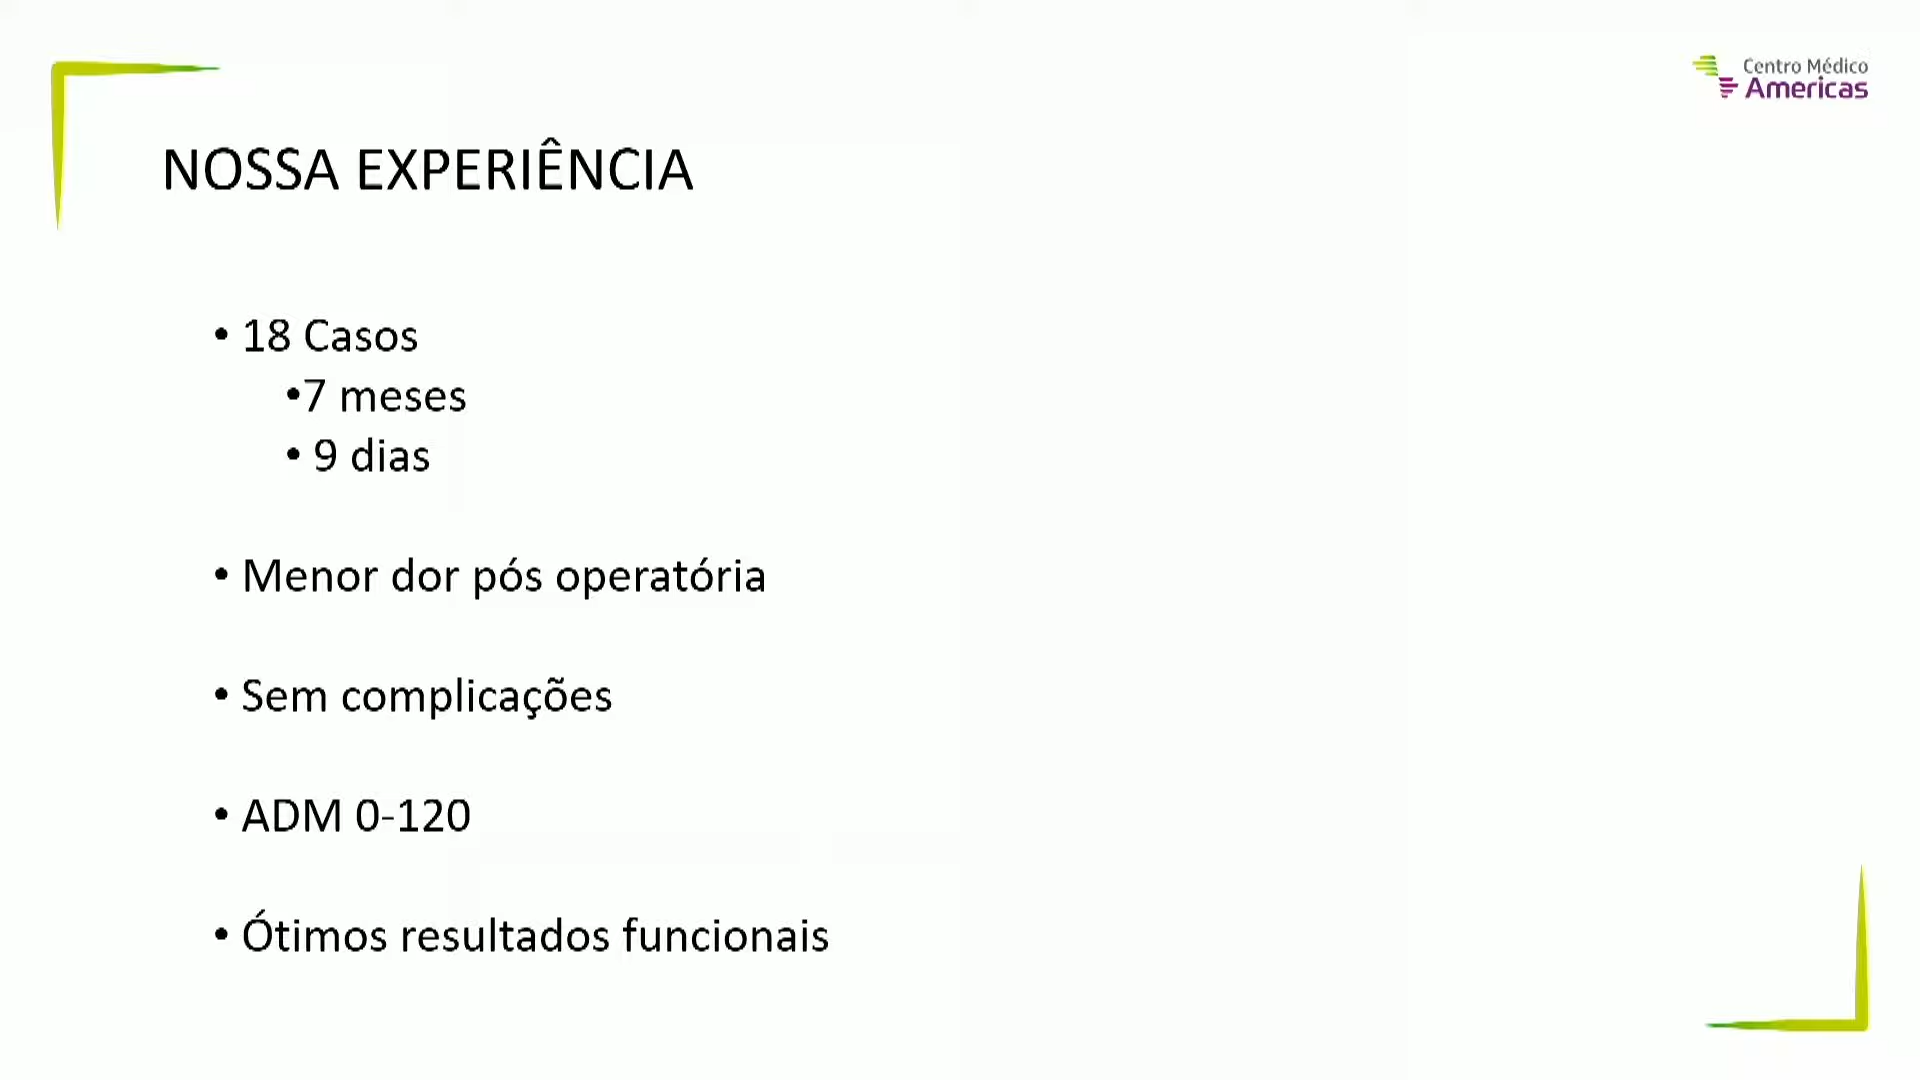 Centro Médico
Americas
NOSSA EXPERIÊNCIA
• 18 Casos
•7 meses
• 9 dias
• Menor dor pós operatória
• Sem complicações
• ADM 0-120
• Ótimos resultados funcionais